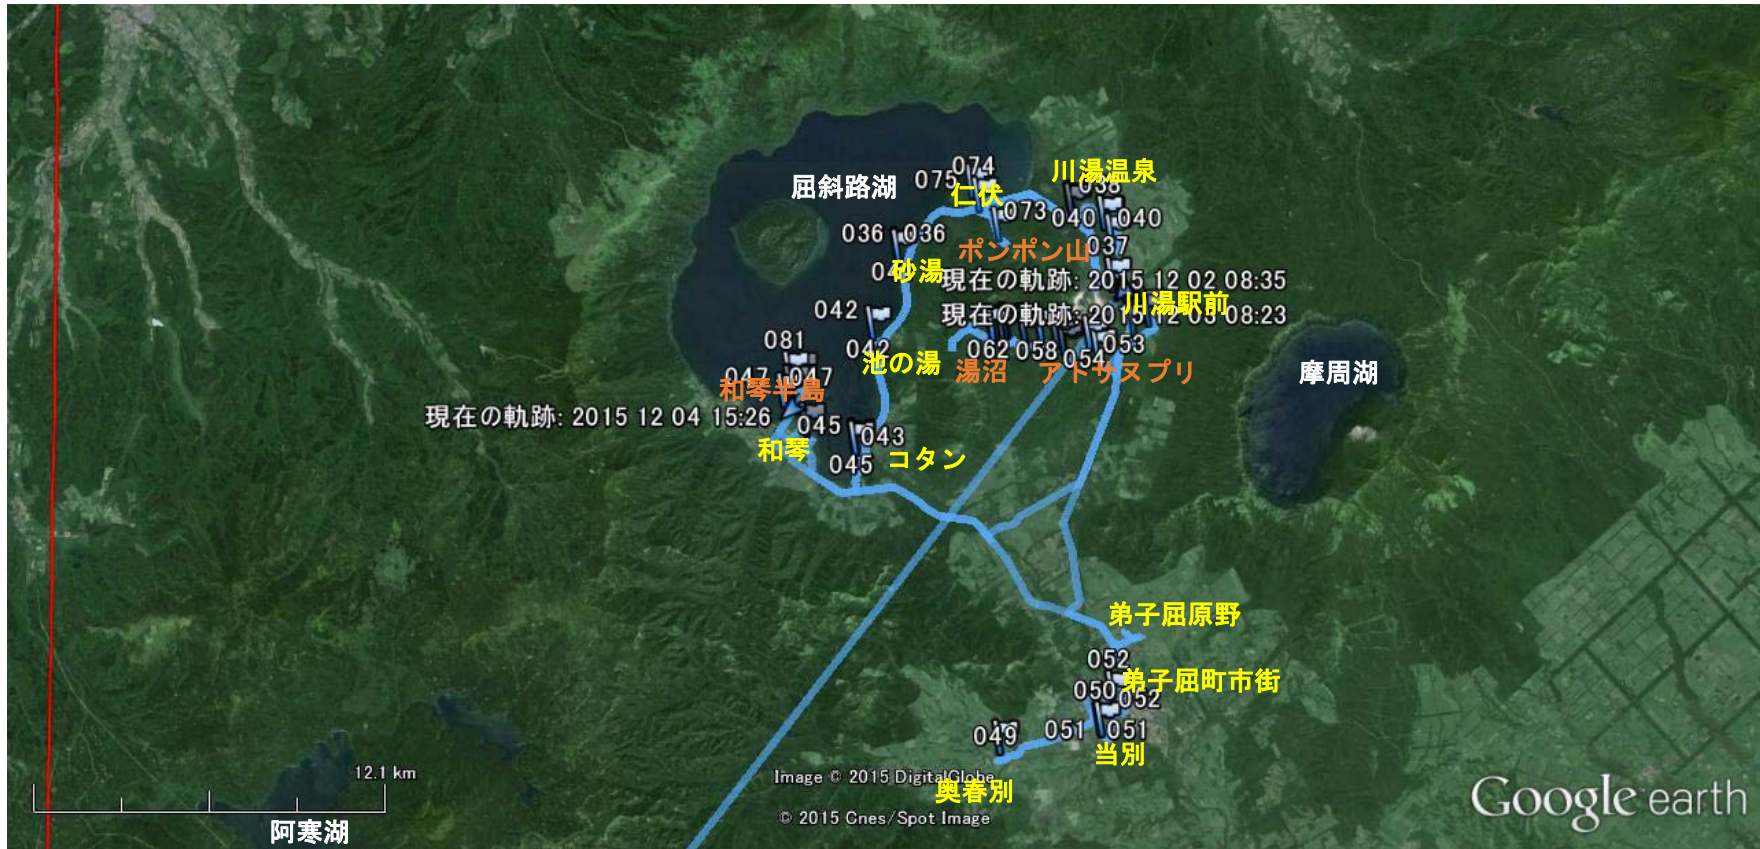 074
川湯温泉
075
屈斜路湖
仁伏
038
073
040
040
036
036
ポンポン山
037
04
砂湯
現在の軌跡: 2015 12 02 08:35
川湯駅前
042
現在の軌跡: 2015 12 03 08:23
081
042
池の湯
062
058
054
053
湯沼
アトサヌプリ
摩周湖
047
047
和琴半島
現在の軌跡: 2015 12 04 15:26
045
043
和琴
045
コタン
弟子屈原野
052
弟子屈町市街
050
052
049
051
051
当別
12.1 km
Image © 2015 DigitalGlobe
奥春別
© 2015 Cnes/Spot Image
Google earth
阿寒湖